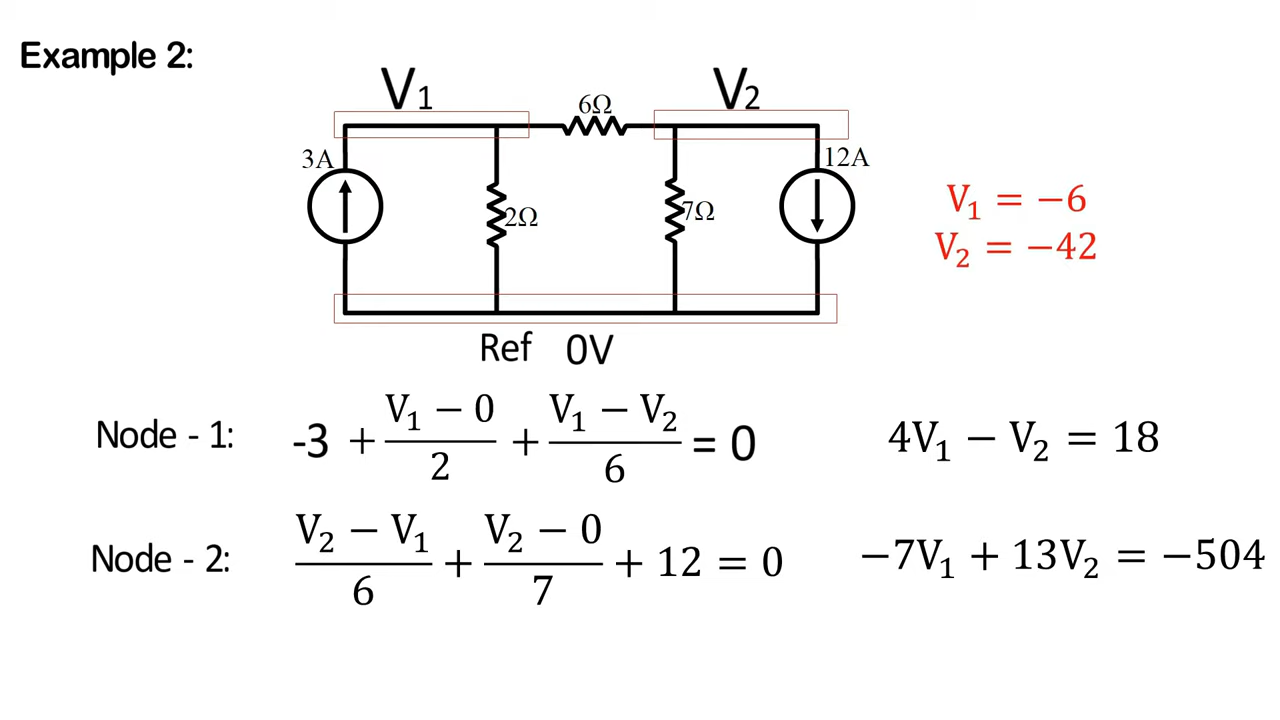 Example 2:
V₁
V₂
6Ω
3A
12A
2Ω
7Ω
V₁ = −6
V₂ = −42
Ref 0V
Node - 1: -3 + (V₁ − 0)/2 + (V₁ − V₂)/6 = 0
4V₁ − V₂ = 18
Node - 2: (V₂ − V₁)/6 + (V₂ − 0)/7 + 12 = 0
−7V₁ + 13V₂ = −504